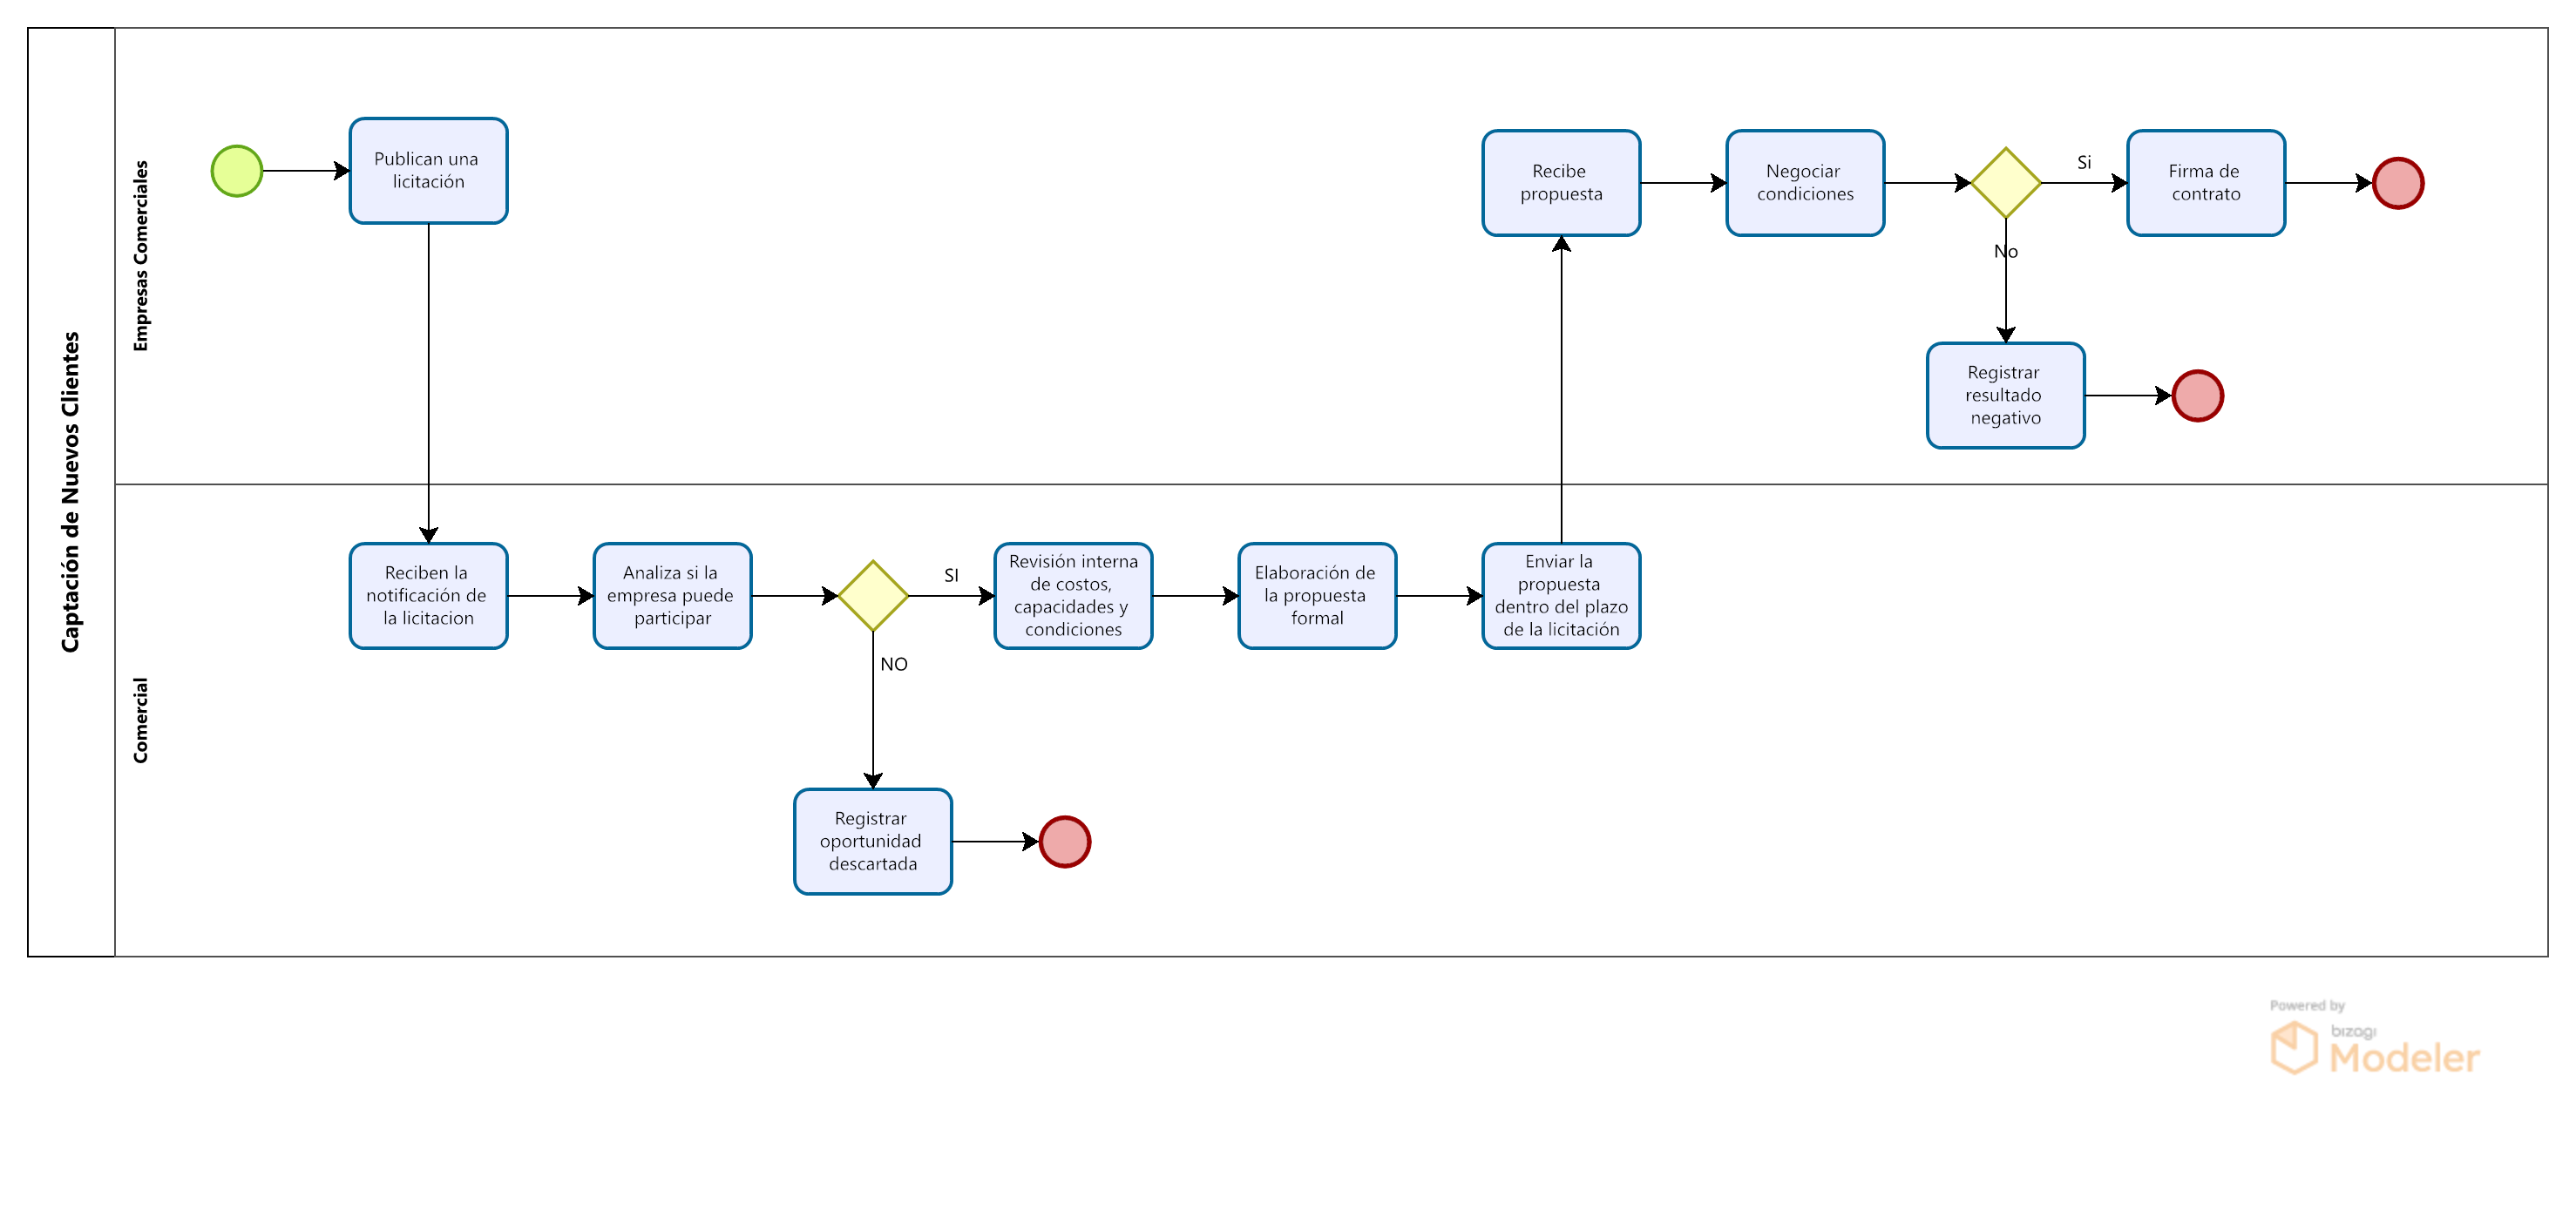 Captación de Nuevos Clientes
Empresas Comerciales
Publican una
licitación
Recibe
propuesta
Negociar
condiciones
Si
Firma de
contrato
No
Registrar
resultado
negativo
Comercial
Reciben la
notificación de
la licitacion
Analiza si la
empresa puede
participar
SI
Revisión interna
de costos,
capacidades y
condiciones
Elaboración de
la propuesta
formal
Enviar la
propuesta
dentro del plazo
de la licitación
NO
Registrar
oportunidad
descartada
Powered by
bizagi
Modeler